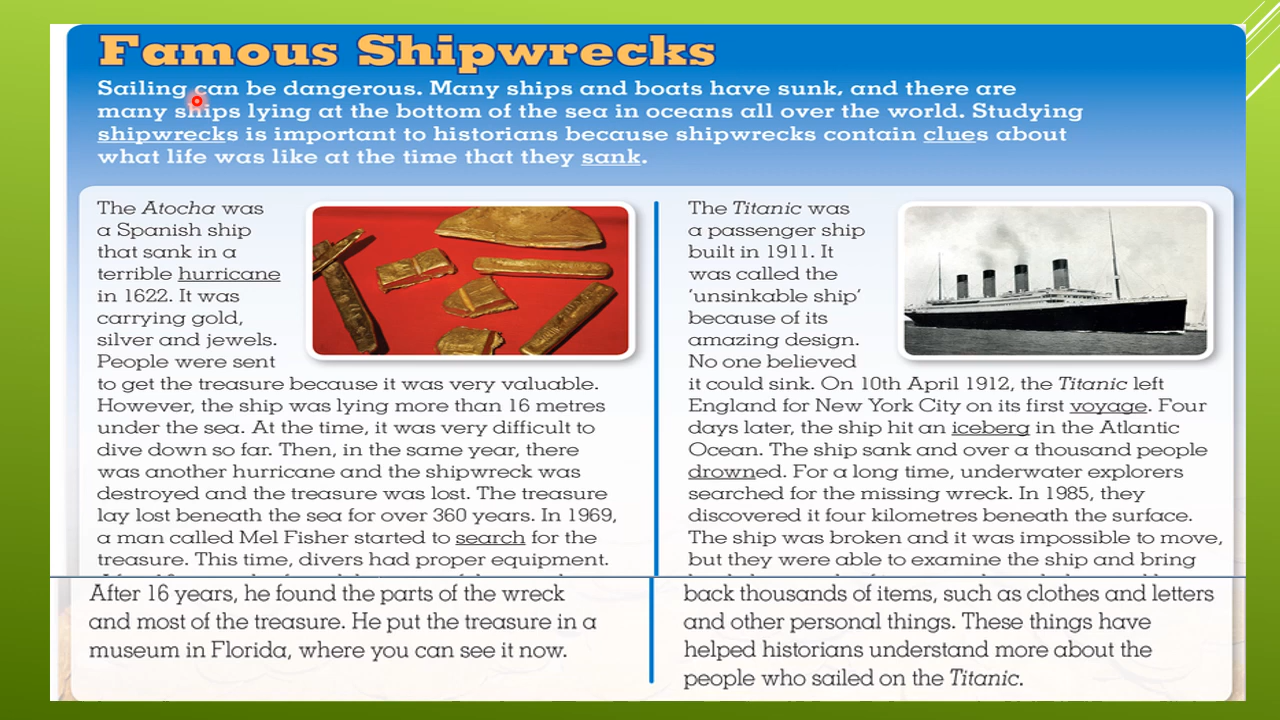 Famous Shipwrecks
Sailing can be dangerous. Many ships and boats have sunk, and there are
many ships lying at the bottom of the sea in oceans all over the world. Studying
shipwrecks is important to historians because shipwrecks contain clues about
what life was like at the time that they sank.
The Atocha was
a Spanish ship
that sank in a
terrible hurricane
in 1622. It was
carrying gold,
silver and jewels.
People were sent
to get the treasure because it was very valuable.
However, the ship was lying more than 16 metres
under the sea. At the time, it was very difficult to
dive down so far. Then, in the same year, there
was another hurricane and the shipwreck was
destroyed and the treasure was lost. The treasure
lay lost beneath the sea for over 360 years. In 1969,
a man called Mel Fisher started to search for the
treasure. This time, divers had proper equipment.
After 16 years, he found the parts of the wreck
and most of the treasure. He put the treasure in a
museum in Florida, where you can see it now.
The Titanic was
a passenger ship
built in 1911. It
was called the
‘unsinkable ship’
because of its
amazing design.
No one believed
it could sink. On 10th April 1912, the Titanic left
England for New York City on its first voyage. Four
days later, the ship hit an iceberg in the Atlantic
Ocean. The ship sank and over a thousand people
drowned. For a long time, underwater explorers
searched for the missing wreck. In 1985, they
discovered it four kilometres beneath the surface.
The ship was broken and it was impossible to move,
but they were able to examine the ship and bring
back thousands of items, such as clothes and letters
and other personal things. These things have
helped historians understand more about the
people who sailed on the Titanic.